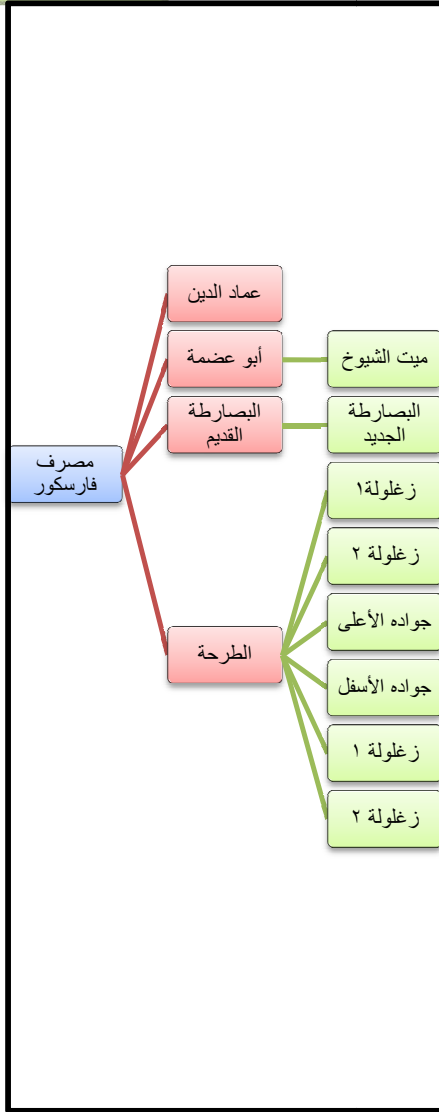 عماد الدين
أبو عضمة
ميت الشيوخ
البصارطة
القديم
البصارطة
الجديد
مصرف
فارسكور
زغلولة١
زغلولة ٢
جواده الأعلى
الطرحة
جواده الأسفل
زغلولة ١
زغلولة ٢